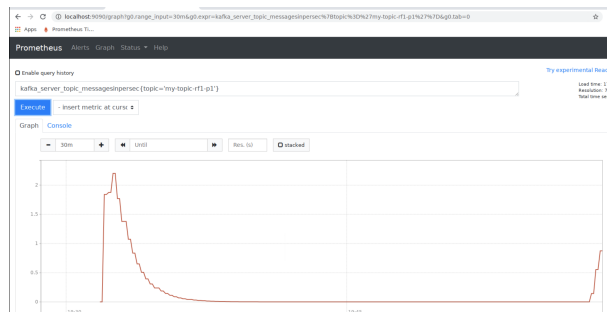 localhost:9090/graph?g0.range_input=30m&g0.expr=kafka_server_topic_messagesinpersec%7Btopic%3D%27my-topic-rf1-p1%27%7D&g0.tab=0
Apps Prometheus Ti...
Prometheus Alerts Graph Status Help
Enable query history
Try experimental Reac
kafka_server_topic_messagesinpersec{topic='my-topic-rf1-p1'}
Load time:
Resolution:
Total time se
Execute - insert metric at cursc
Graph Console
- 30m + Until Res. (s) stacked
2
1.5
1
0.5
0